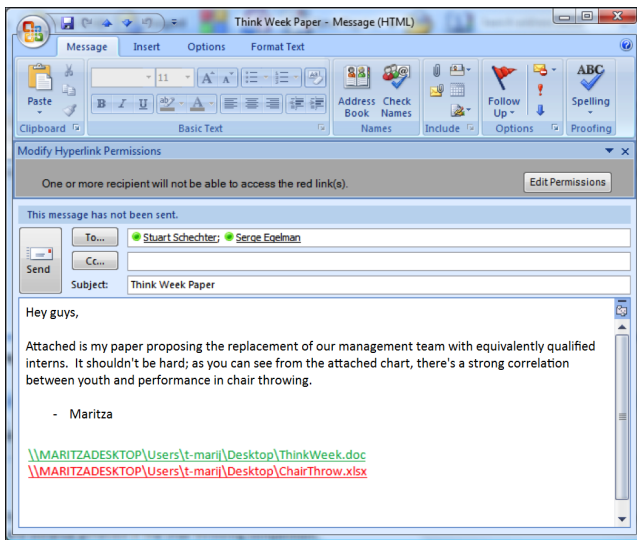 Think Week Paper - Message (HTML)
Message Insert Options Format Text
11
Paste
B I U
Address Book
Check Names
Follow Up
ABC
Spelling
Clipboard Basic Text Names Include Options Proofing
Modify Hyperlink Permissions
One or more recipient will not be able to access the red link(s).
Edit Permissions
This message has not been sent.
Send
To... Stuart Schechter; Serge Egelman
Cc...
Subject: Think Week Paper
Hey guys,
Attached is my paper proposing the replacement of our management team with equivalently qualified
interns. It shouldn't be hard; as you can see from the attached chart, there's a strong correlation
between youth and performance in chair throwing.
- Maritza
\\MARITZADESKTOP\Users\t-marij\Desktop\ThinkWeek.doc
\\MARITZADESKTOP\Users\t-marij\Desktop\ChairThrow.xlsx